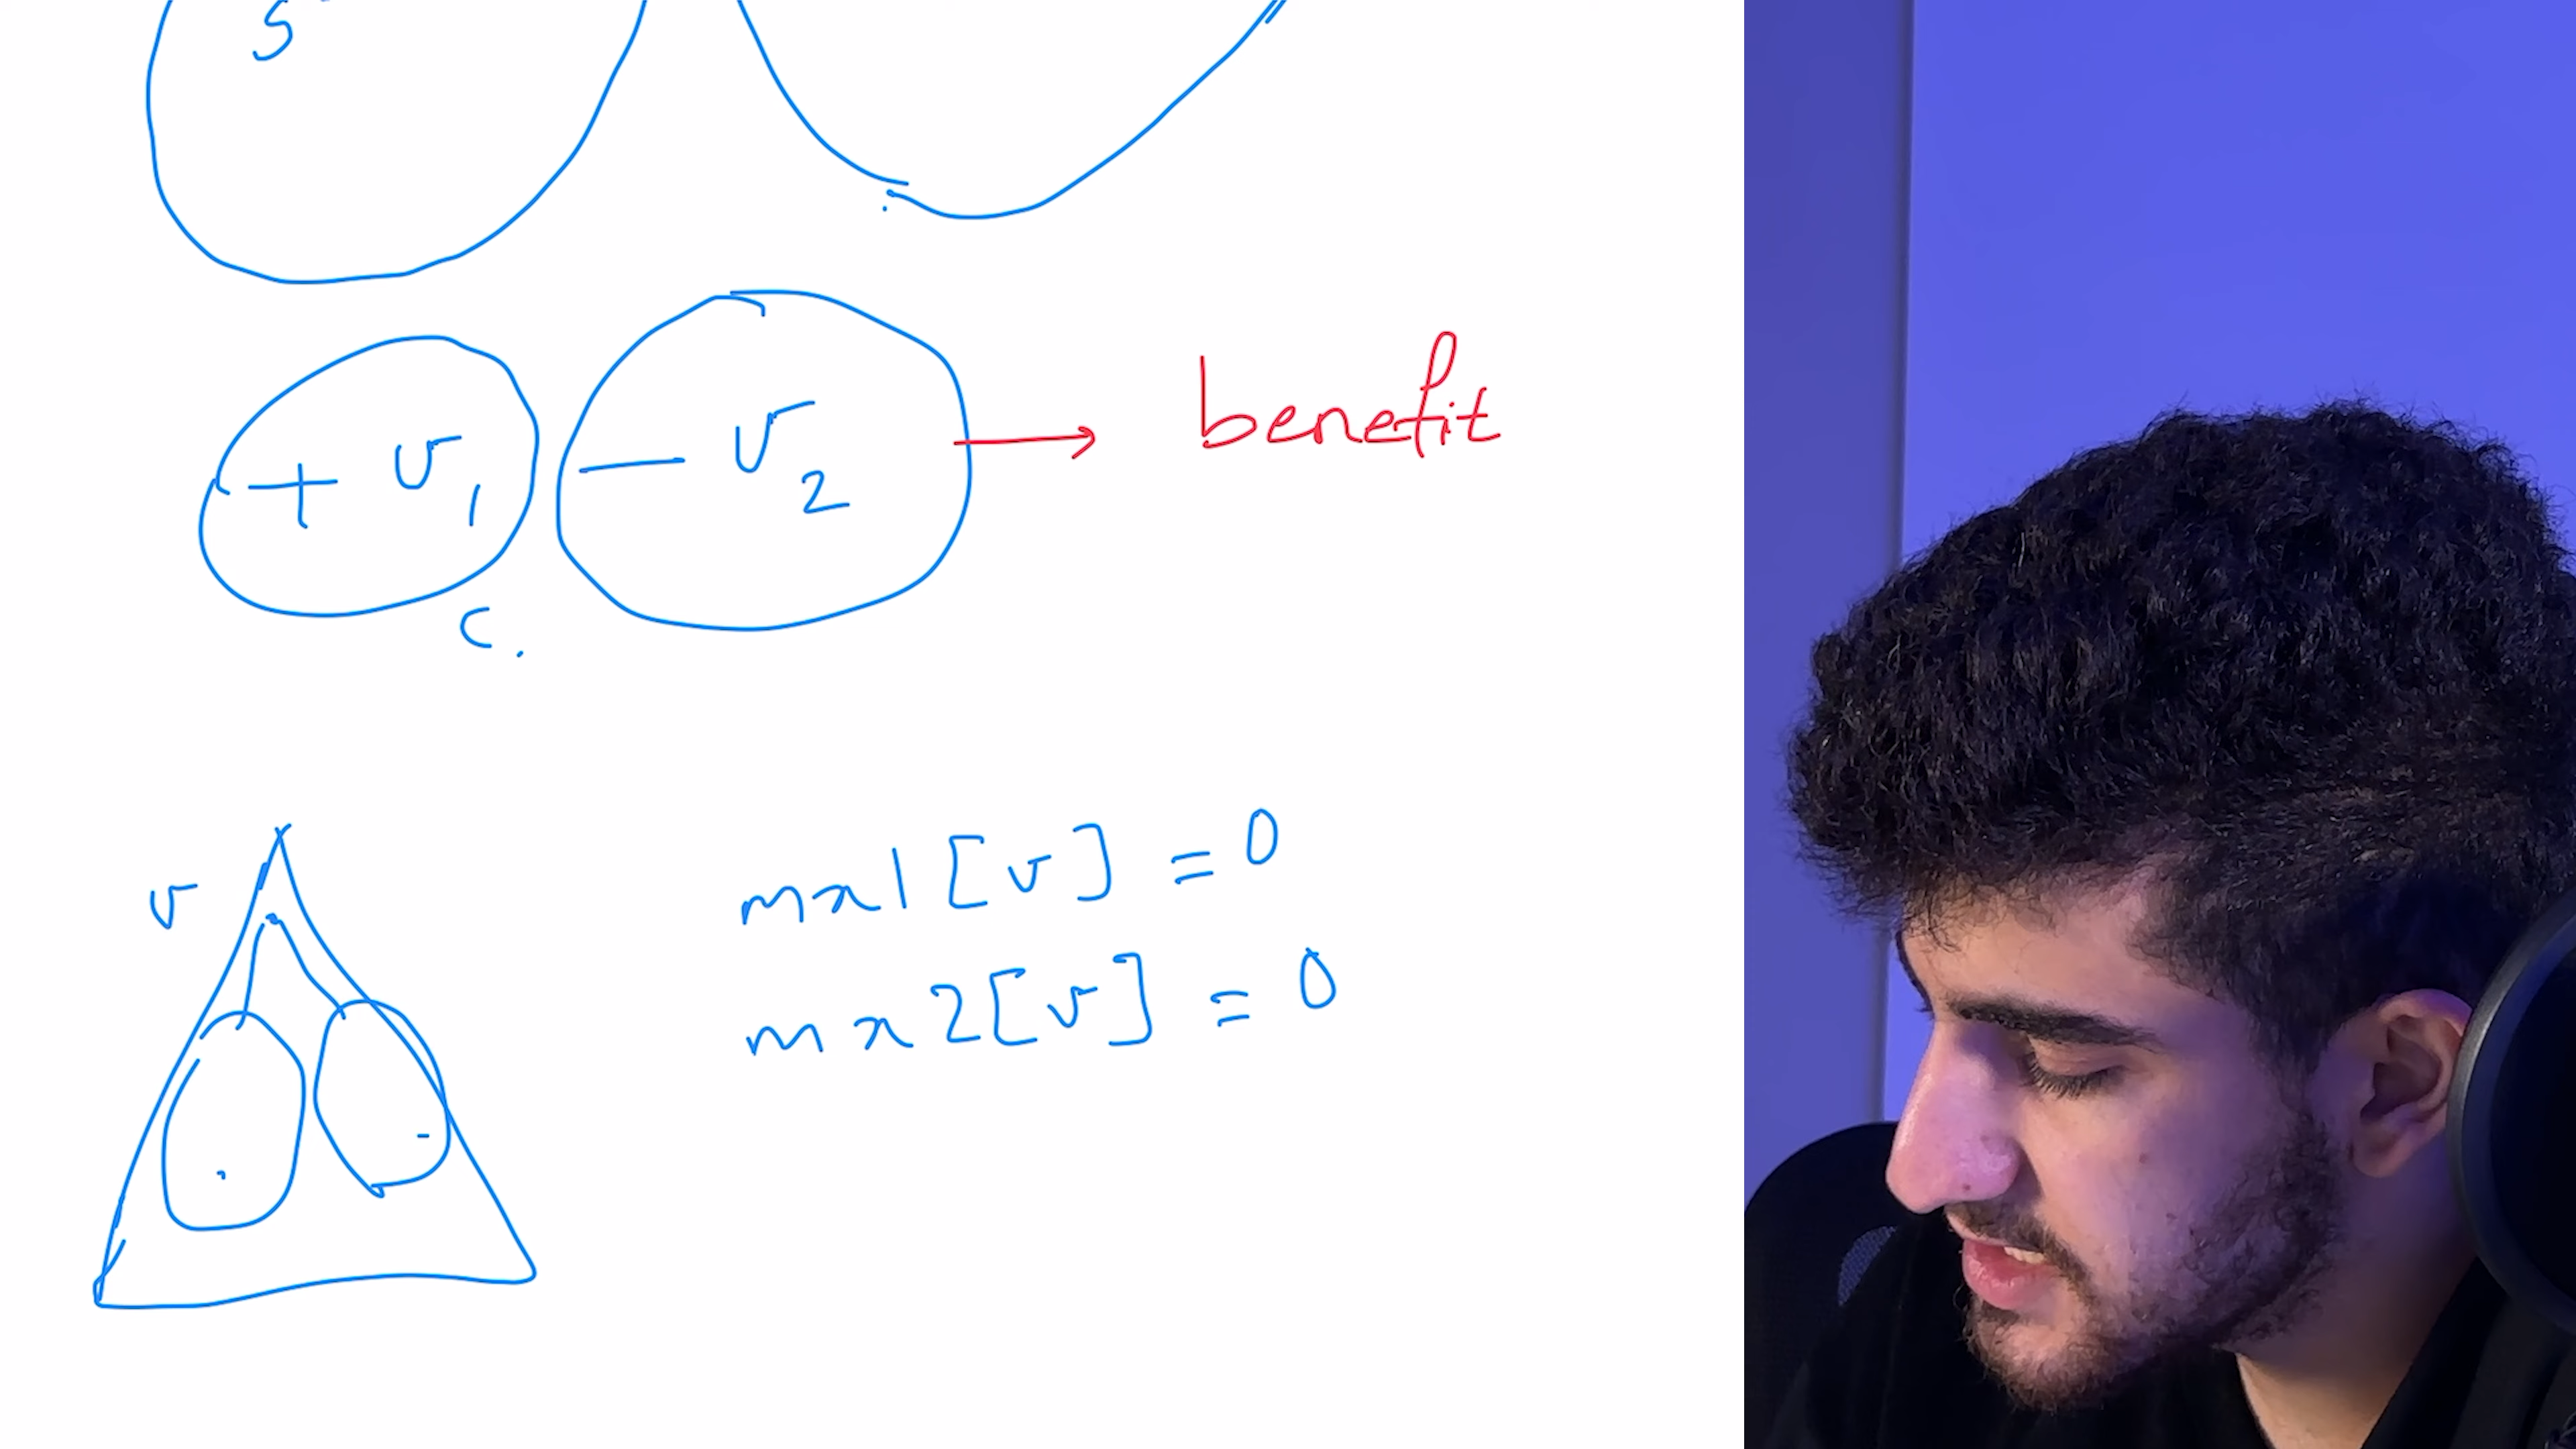 S
+ v1 - v2 → benefit
c.
v
mx1[v] = 0
mx2[v] = 0